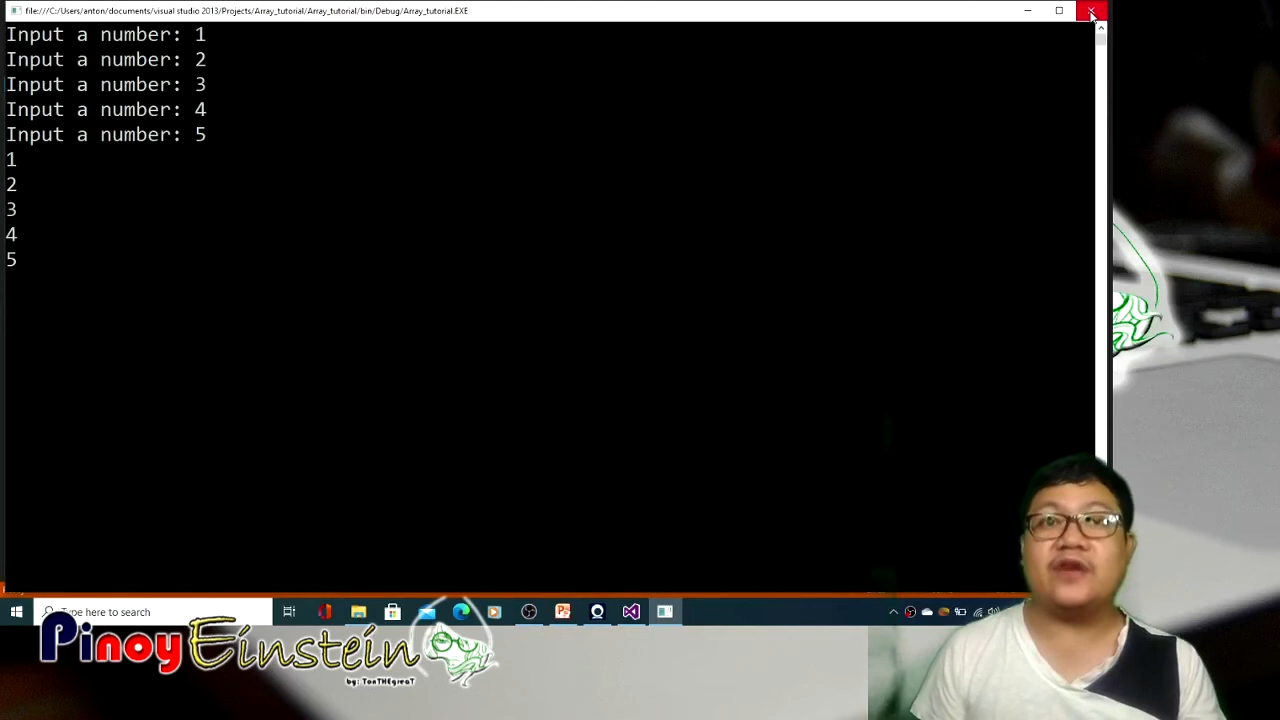 file:///C:/Users/anton/documents/visual studio 2013/Projects/Array_tutorial/Array_tutorial/bin/Debug/Array_tutorial.EXE
Input a number: 1
Input a number: 2
Input a number: 3
Input a number: 4
Input a number: 5
1
2
3
4
5
Type here to search
PinoyEinstein
by: TonTHEgreaT